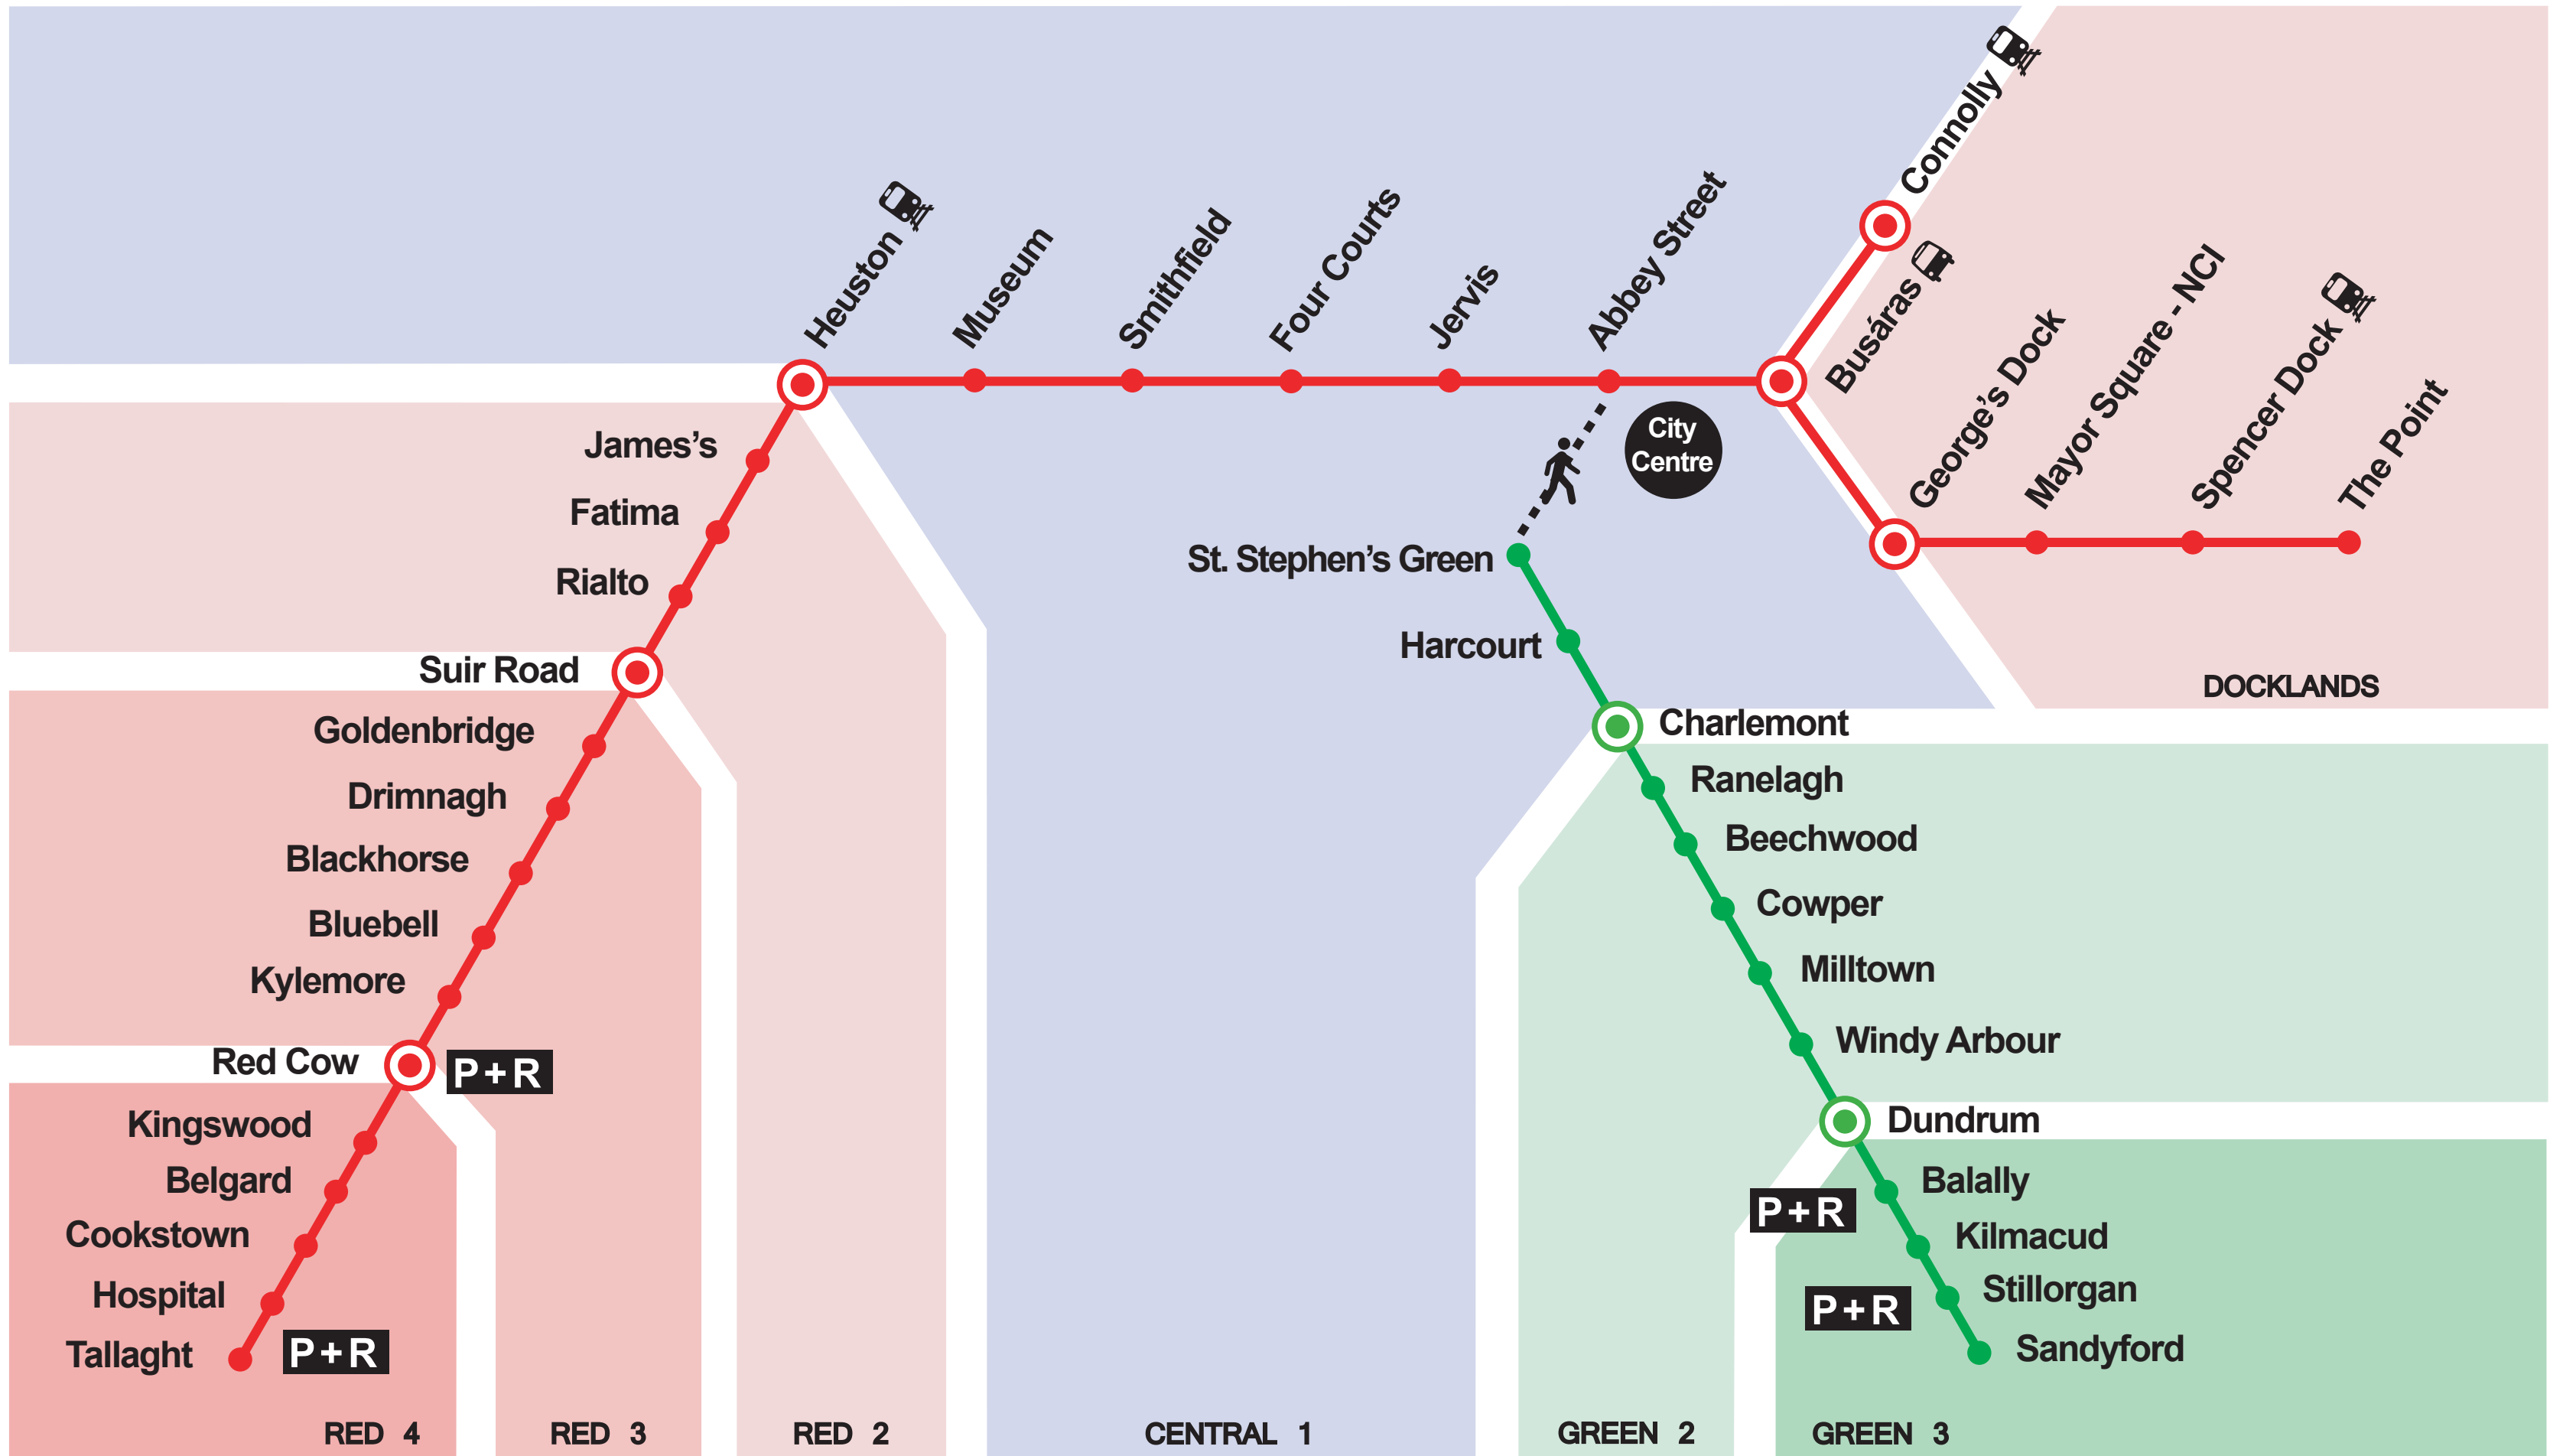 Connolly
Heuston
Museum
Smithfield
Four Courts
Jervis
Abbey Street
Busáras
George’s Dock
Mayor Square - NCI
Spencer Dock
The Point
City
Centre
James’s
Fatima
Rialto
Suir Road
Goldenbridge
Drimnagh
Blackhorse
Bluebell
Kylemore
Red Cow
P+R
Kingswood
Belgard
Cookstown
Hospital
Tallaght
P+R
St. Stephen’s Green
Harcourt
Charlemont
Ranelagh
Beechwood
Cowper
Milltown
Windy Arbour
Dundrum
Balally
P+R
Kilmacud
Stillorgan
P+R
Sandyford
DOCKLANDS
RED 4
RED 3
RED 2
CENTRAL 1
GREEN 2
GREEN 3